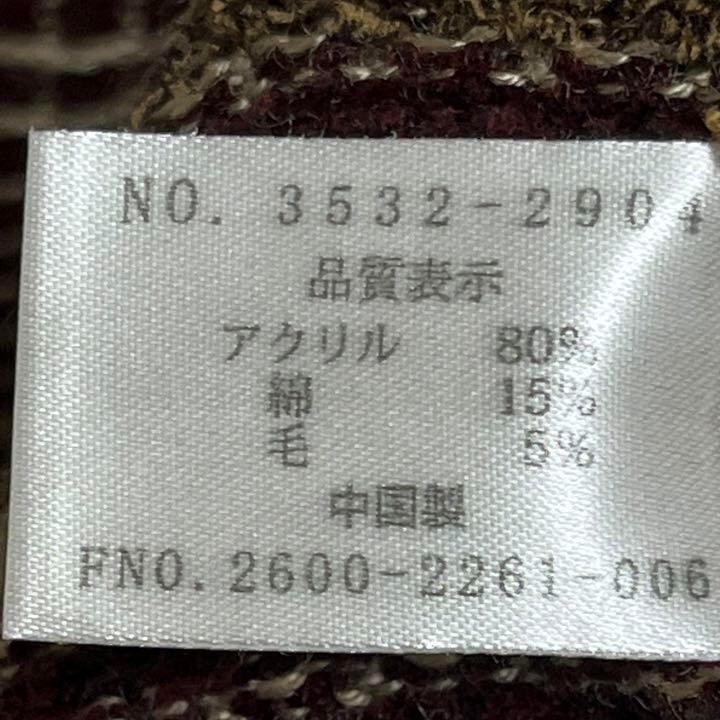 NO. 3532-2904
品質表示
アクリル 80%
綿 15%
毛 5%
中国製
FNO.2600-2261-006